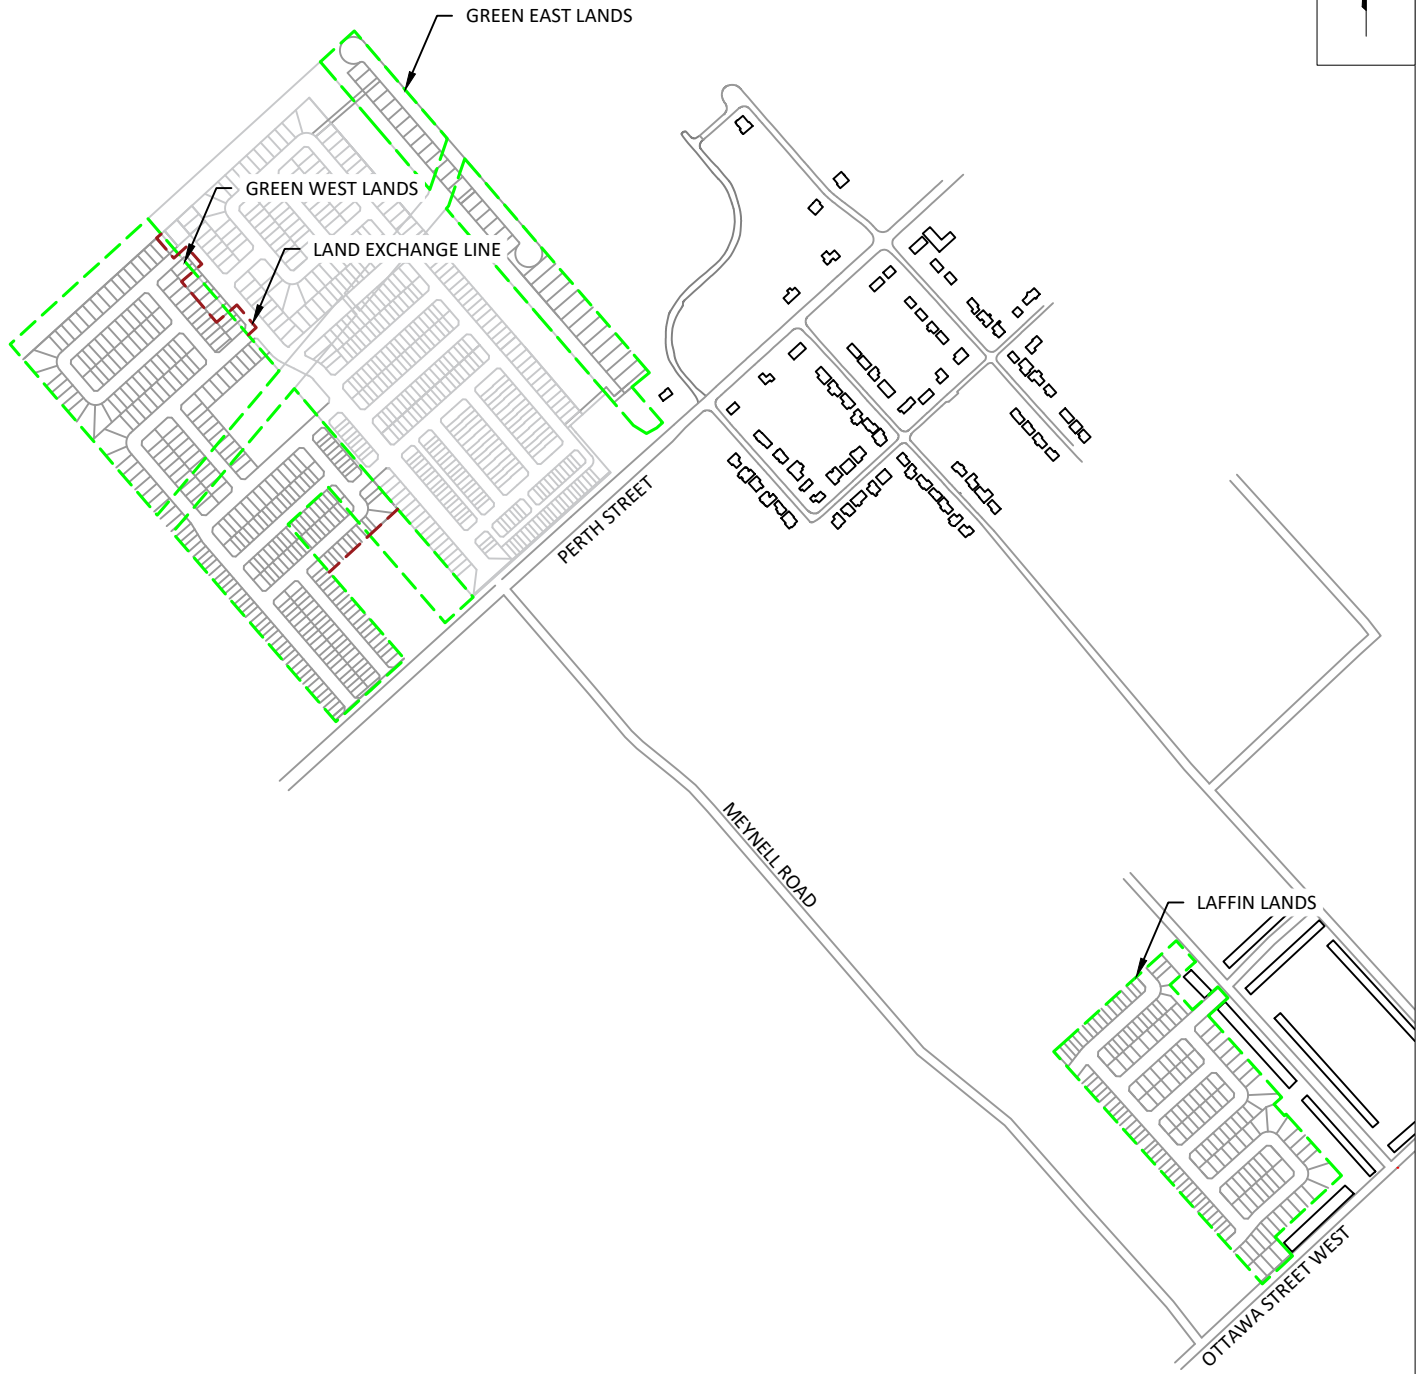 GREEN EAST LANDS
GREEN WEST LANDS
LAND EXCHANGE LINE
PERTH STREET
MEYNELL ROAD
LAFFIN LANDS
OTTAWA STREET WEST